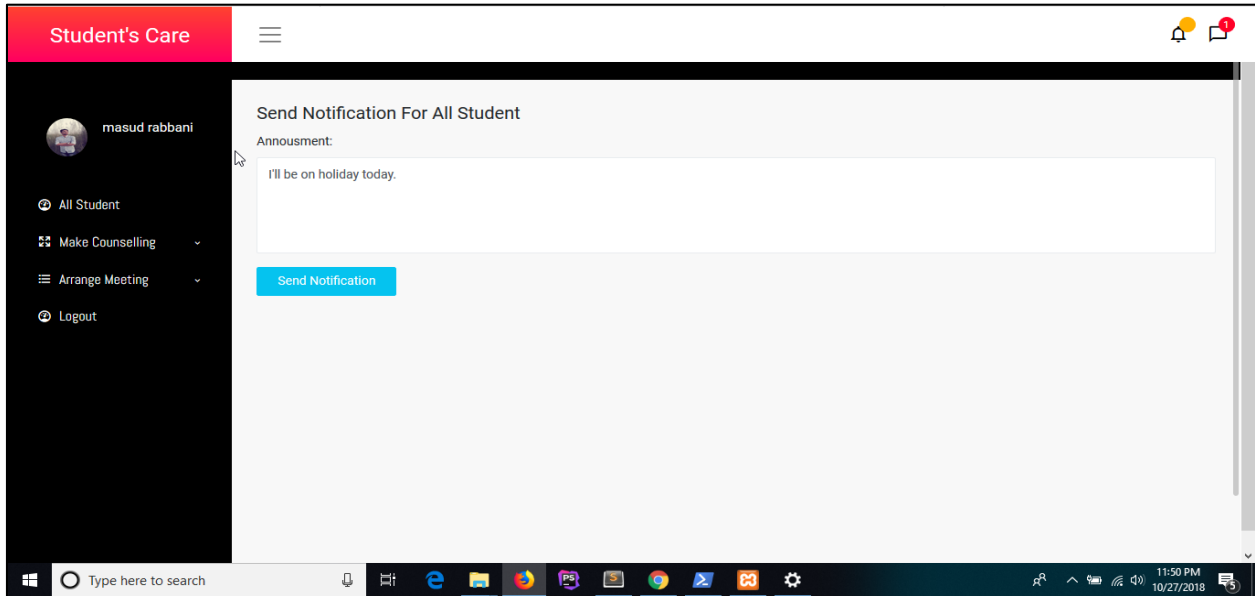 Student's Care
1
masud rabbani
All Student
Make Counselling
Arrange Meeting
Logout
Send Notification For All Student
Annousment:
I'll be on holiday today.
Send Notification
Type here to search
PS
S
11:50 PM
10/27/2018
5